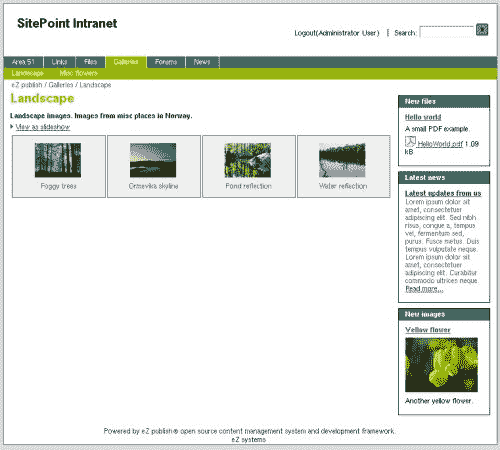 SitePoint Intranet
Logout(Administrator User) | Search:
Area 51 Links Files Galleries Forums News
Landscape Misc flowers
eZ publish / Galleries / Landscape
Landscape
Landscape images. Images from misc places in Norway.
View as slideshow
Foggy trees Ormevika skyline Pond reflection Water reflection
New files
Hello world
A small PDF example.
HelloWorld.pdf 1.09
kB
Latest news
Latest updates from us
Lorem ipsum dolor sit
amet, consectetuer
adipiscing elit. Sed nibh
risus, congue a, tempus
vel, fermentum sed,
purus. Fusce metus. Duis
tempus vulputate neque.
Lorem ipsum dolor sit
amet, consectetuer
adipiscing elit. Curabitur
commodo ultrices neque.
Read more...
New images
Yellow flower
Another yellow flower.
Powered by eZ publish® open source content management system and development framework.
eZ systems